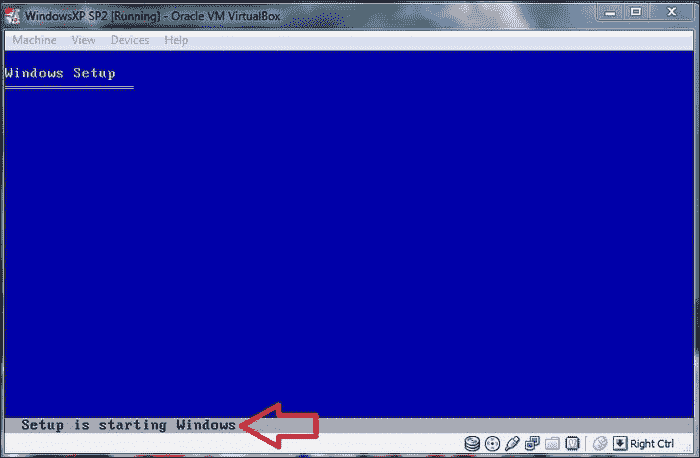 WindowsXP SP2 [Running] - Oracle VM VirtualBox
Machine View Devices Help
Windows Setup
Setup is starting Windows
Right Ctrl